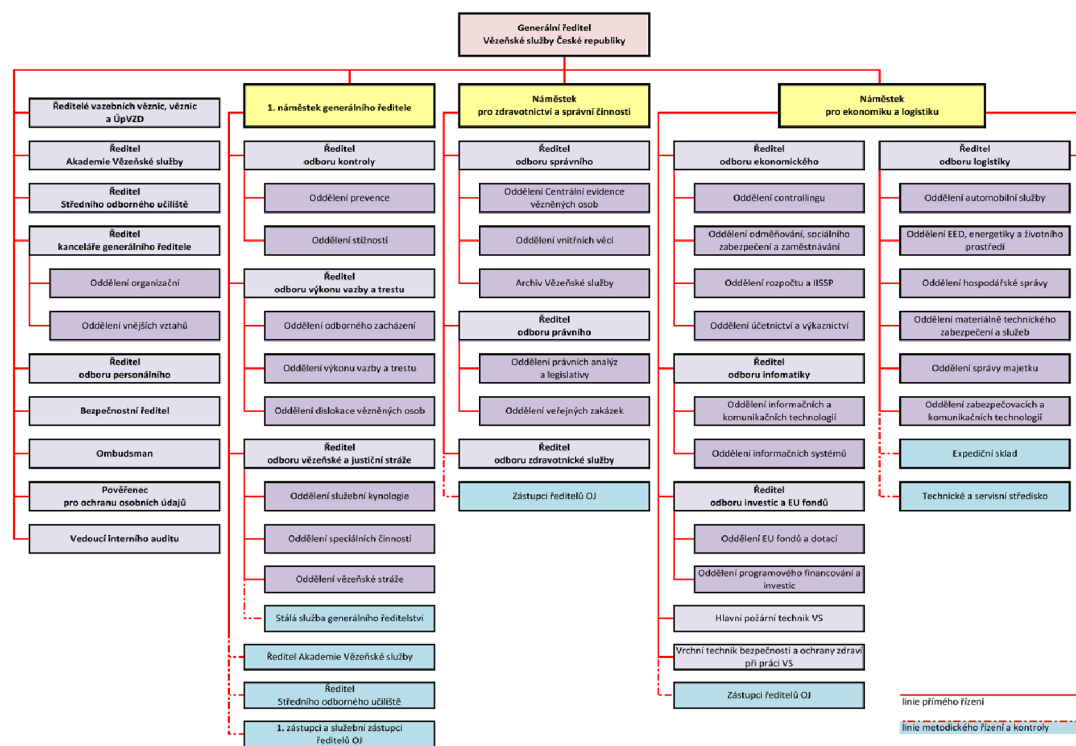 Generální ředitel
Vězeňské služby České republiky
Ředitelé vazebních věznic, věznic
a ÚpVZD
Ředitel
Akademie Vězeňské služby
Ředitel
Středního odborného učiliště
Ředitel
kanceláře generálního ředitele
Oddělení organizační
Oddělení vnějších vztahů
Ředitel
odboru personálního
Bezpečnostní ředitel
Ombudsman
Pověřenec
pro ochranu osobních údajů
Vedoucí interního auditu
1. náměstek generálního ředitele
Ředitel
odboru kontroly
Oddělení prevence
Oddělení stížností
Ředitel
odboru výkonu vazby a trestu
Oddělení odborného zacházení
Oddělení výkonu vazby a trestu
Oddělení dislokace vězněných osob
Ředitel
odboru vězeňské a justiční stráže
Oddělení služební kynologie
Oddělení speciálních činností
Oddělení vězeňské stráže
Stálá služba generálního ředitelství
Ředitel Akademie Vězeňské služby
Ředitel
Středního odborného učiliště
1. zástupci a služební zástupci
ředitelů OJ
Náměstek
pro zdravotnictví a správní činnosti
Ředitel
odboru správního
Oddělení Centrální evidence
vězněných osob
Oddělení vnitřních věcí
Archiv Vězeňské služby
Ředitel
odboru právního
Oddělení právních analýz
a legislativy
Oddělení veřejných zakázek
Ředitel
odboru zdravotnické služby
Zástupci ředitelů OJ
Náměstek
pro ekonomiku a logistiku
Ředitel
odboru ekonomického
Oddělení controllingu
Oddělení odměňování, sociálního
zabezpečení a zaměstnávání
Oddělení rozpočtu a IISSP
Oddělení účetnictví a výkaznictví
Ředitel
odboru infomatiky
Oddělení informačních a
komunikačních technologií
Oddělení informačních systémů
Ředitel
odboru investic a EU fondů
Oddělení EU fondů a dotací
Oddělení programového financování a
investic
Hlavní požární technik VS
Vrchní technik bezpečnosti a ochrany zdraví
při práci VS
Zástupci ředitelů OJ
Ředitel
odboru logistiky
Oddělení automobilní služby
Oddělení EED, energetiky a životního
prostředí
Oddělení hospodářské správy
Oddělení materiálně technického
zabezpečení a služeb
Oddělení správy majetku
Oddělení zabezpečovacích a
komunikačních technologií
Expediční sklad
Technické a servisní středisko
linie přímého řízení
linie metodického řízení a kontroly